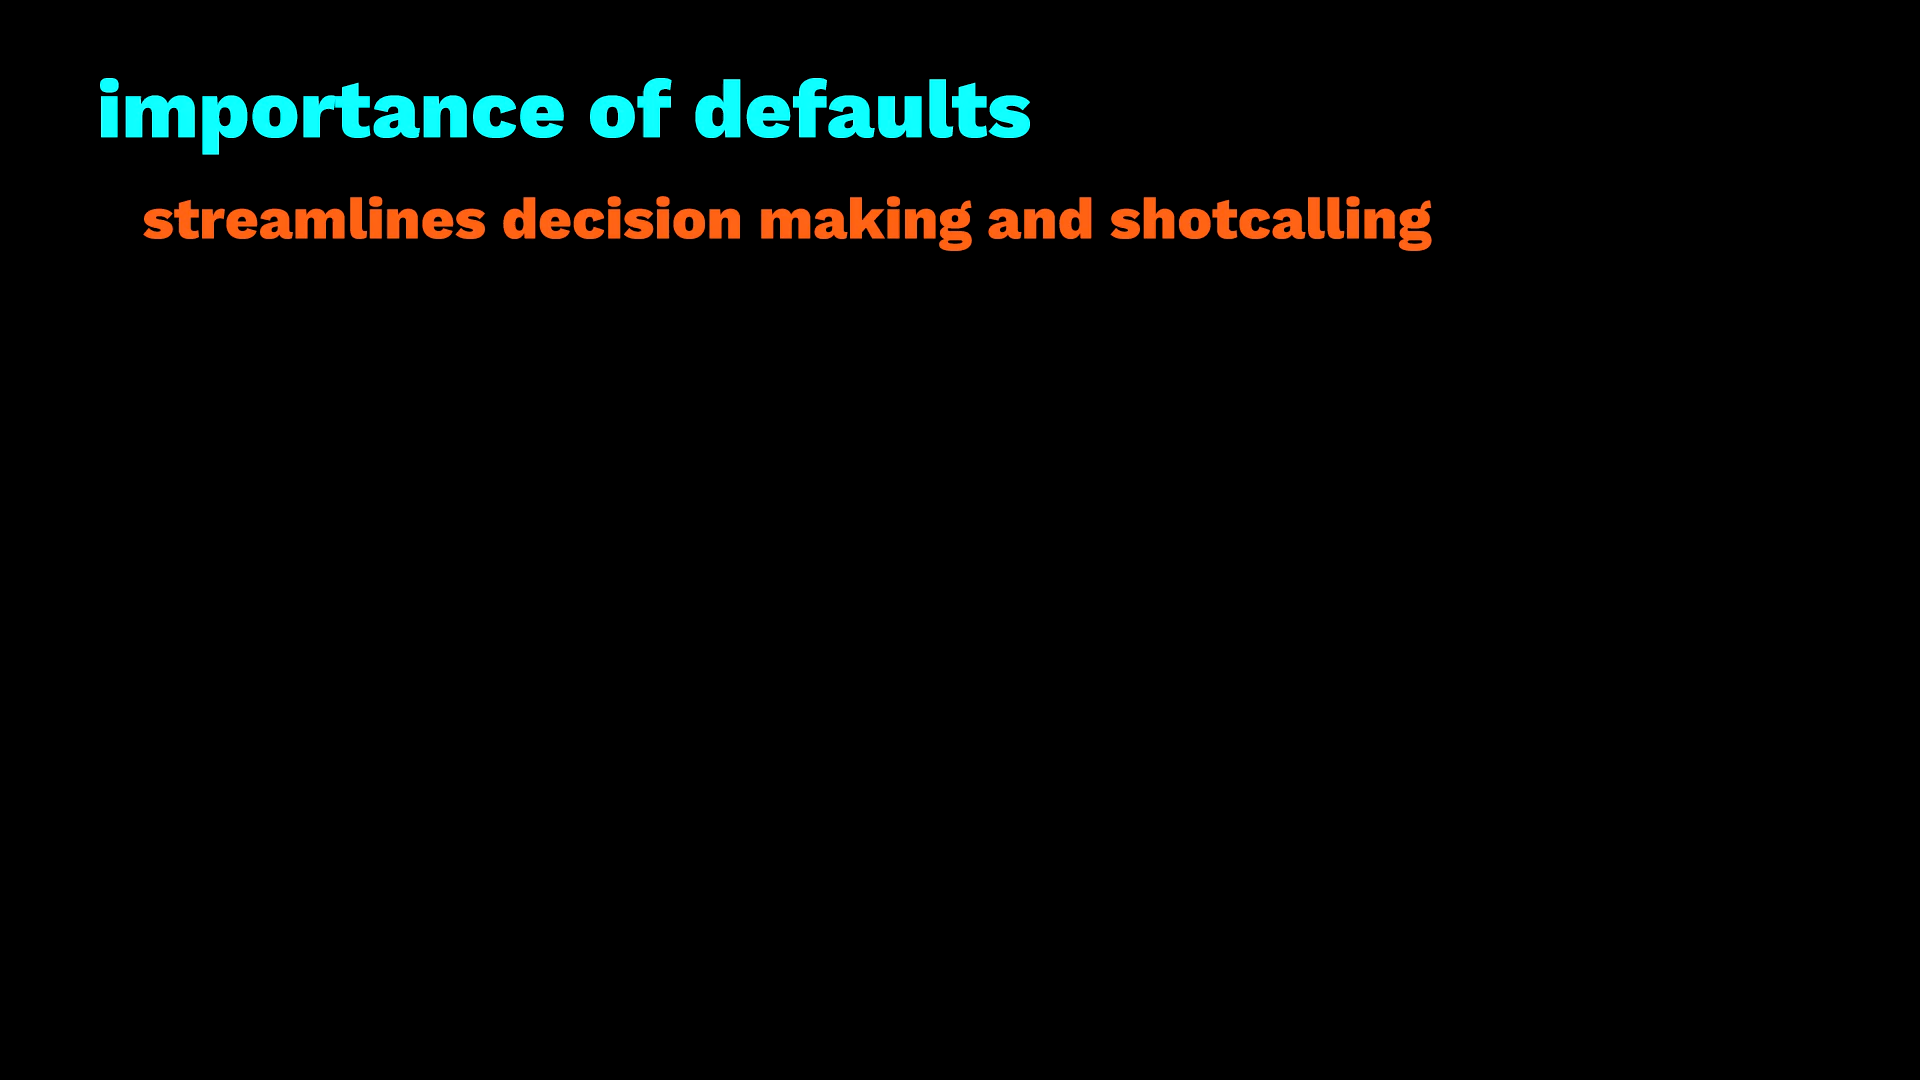 importance of defaults
streamlines decision making and shotcalling